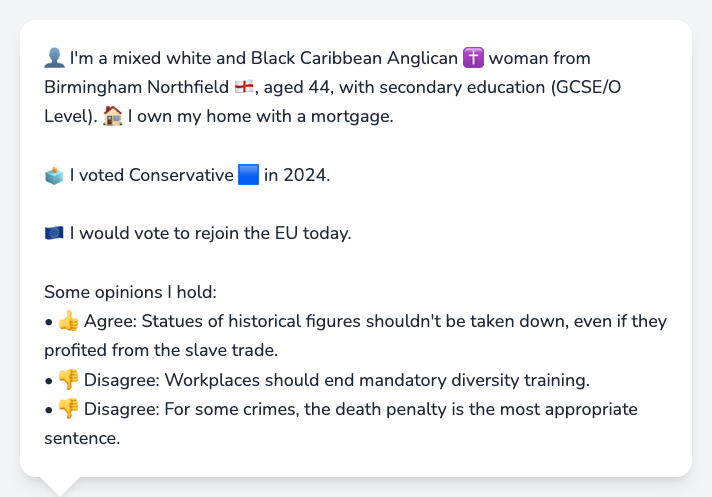 👤 I'm a mixed white and Black Caribbean Anglican ✝️ woman from
Birmingham Northfield 🏴󠁧󠁢󠁥󠁮󠁧󠁿, aged 44, with secondary education (GCSE/O
Level). 🏠 I own my home with a mortgage.
🗳️ I voted Conservative 🟦 in 2024.
🇪🇺 I would vote to rejoin the EU today.
Some opinions I hold:
• 👍 Agree: Statues of historical figures shouldn't be taken down, even if they
profited from the slave trade.
• 👎 Disagree: Workplaces should end mandatory diversity training.
• 👎 Disagree: For some crimes, the death penalty is the most appropriate
sentence.